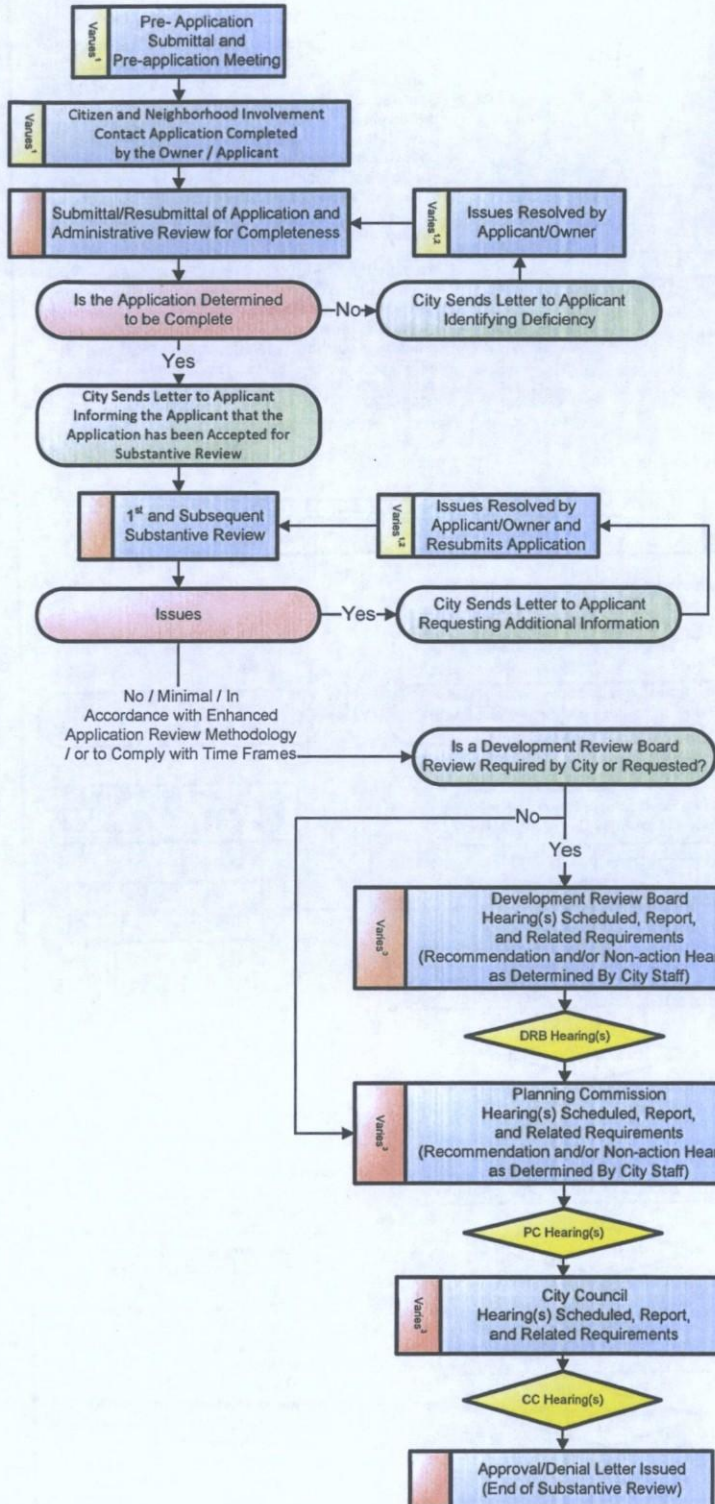 Varies¹
Pre- Application
Submittal and
Pre-application Meeting
Varies¹
Citizen and Neighborhood Involvement
Contact Application Completed
by the Owner / Applicant
Submittal/Resubmittal of Application and
Administrative Review for Completeness
Varies¹,²
Issues Resolved by
Applicant/Owner
Is the Application Determined
to be Complete
No
City Sends Letter to Applicant
Identifying Deficiency
Yes
City Sends Letter to Applicant
Informing the Applicant that the
Application has been Accepted for
Substantive Review
1st and Subsequent
Substantive Review
Varies¹,²
Issues Resolved by
Applicant/Owner and
Resubmits Application
Issues
Yes
City Sends Letter to Applicant
Requesting Additional Information
No / Minimal / In
Accordance with Enhanced
Application Review Methodology
/ or to Comply with Time Frames
Is a Development Review Board
Review Required by City or Requested?
No
Yes
Varies³
Development Review Board
Hearing(s) Scheduled, Report,
and Related Requirements
(Recommendation and/or Non-action Hea
as Determined By City Staff)
DRB Hearing(s)
Varies³
Planning Commission
Hearing(s) Scheduled, Report,
and Related Requirements
(Recommendation and/or Non-action Hea
as Determined By City Staff)
PC Hearing(s)
Varies³
City Council
Hearing(s) Scheduled, Report,
and Related Requirements
CC Hearing(s)
Approval/Denial Letter Issued
(End of Substantive Review)